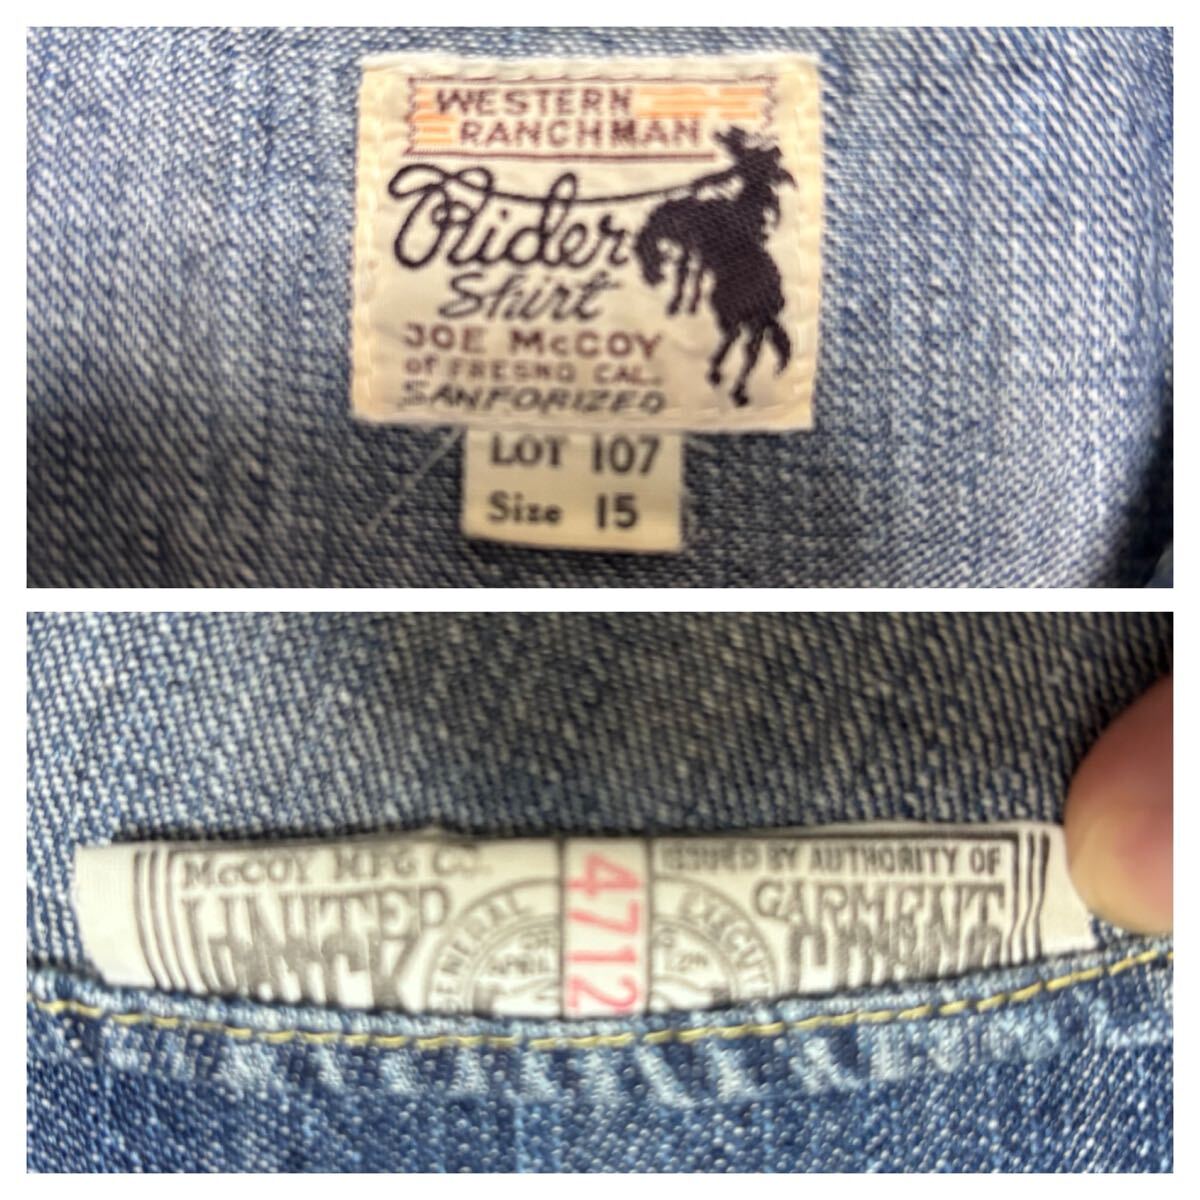 WESTERN
RANCHMAN
Rider
Shirt
JOE McCOY
OF FRESNO CAL.
SANFORIZED
LOT 107
Size 15
McCOY MFG Co.
ISSUED BY AUTHORITY OF
UNITED
GARMENT
GENERAL
4712